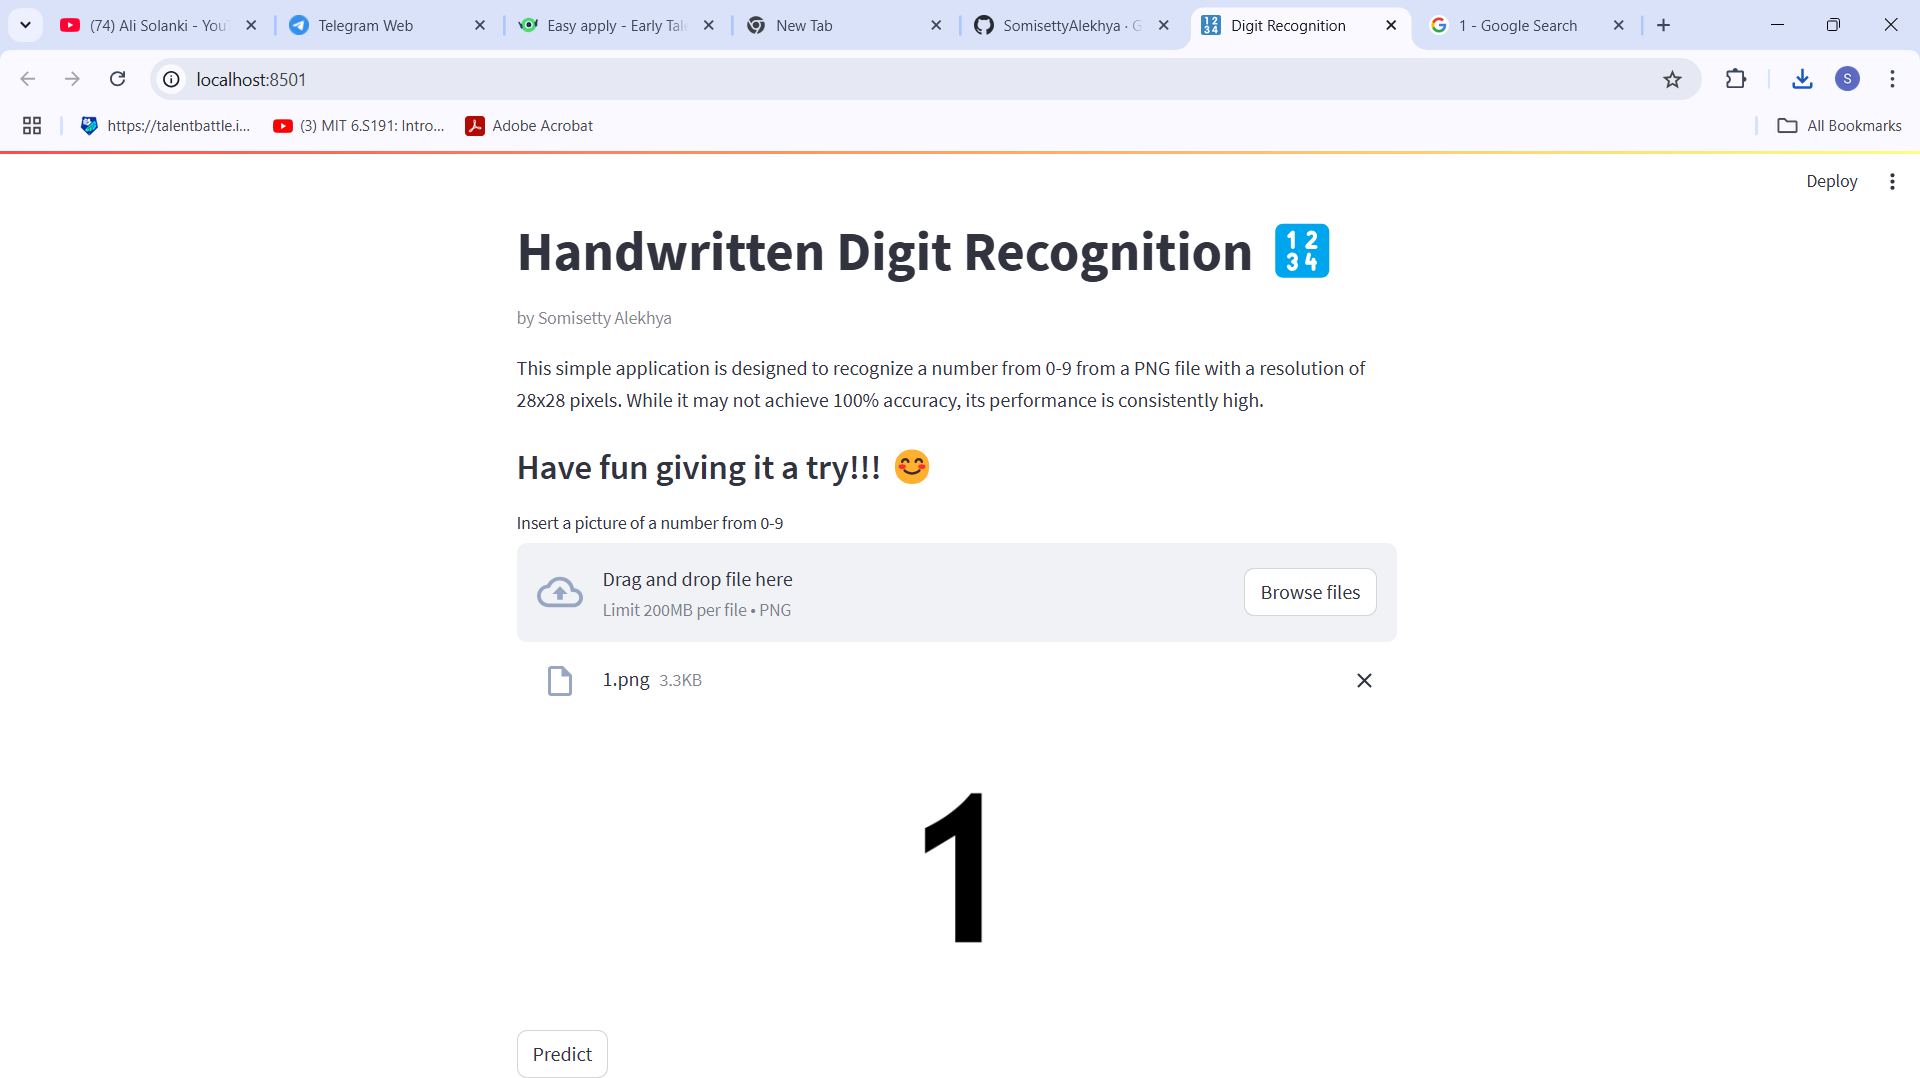 (74) Ali Solanki - You
Telegram Web
Easy apply - Early Tale
New Tab
SomisettyAlekhya · G
Digit Recognition
1 - Google Search
localhost:8501
S
https://talentbattle.i...
(3) MIT 6.S191: Intro...
Adobe Acrobat
All Bookmarks
Deploy
Handwritten Digit Recognition 🔢
by Somisetty Alekhya
This simple application is designed to recognize a number from 0-9 from a PNG file with a resolution of
28x28 pixels. While it may not achieve 100% accuracy, its performance is consistently high.
Have fun giving it a try!!! 😊
Insert a picture of a number from 0-9
Drag and drop file here
Limit 200MB per file • PNG
Browse files
1.png 3.3KB
1
Predict